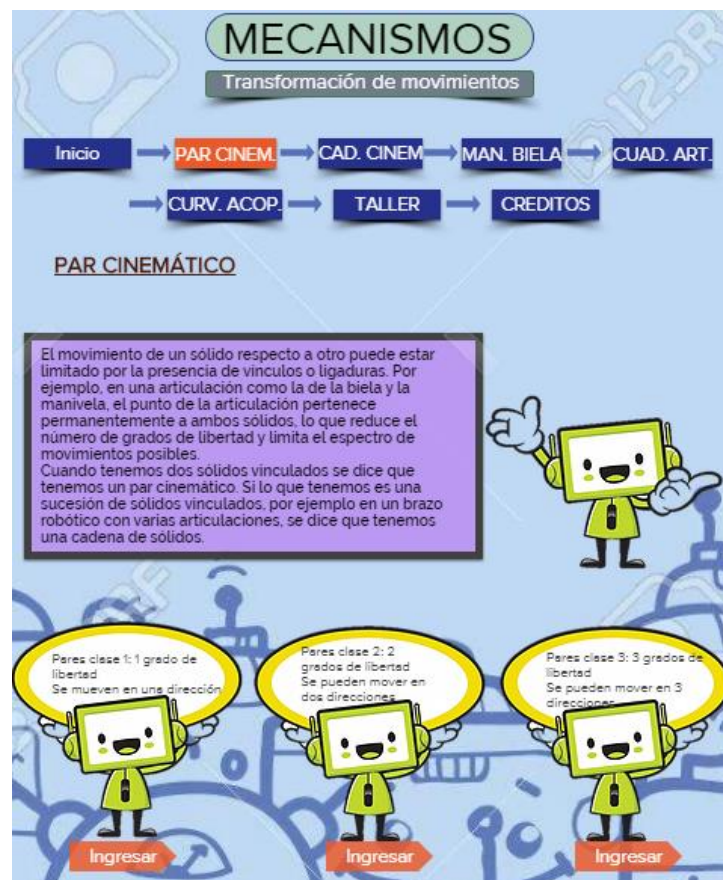 MECANISMOS
Transformación de movimientos
Inicio
PAR CINEM.
CAD. CINEM
MAN. BIELA
CUAD. ART.
CURV. ACOP.
TALLER
CREDITOS
PAR CINEMÁTICO
El movimiento de un sólido respecto a otro puede estar
limitado por la presencia de vínculos o ligaduras. Por
ejemplo, en una articulación como la de la biela y la
manivela, el punto de la articulación pertenece
permanentemente a ambos sólidos, lo que reduce el
número de grados de libertad y limita el espectro de
movimientos posibles.
Cuando tenemos dos sólidos vinculados se dice que
tenemos un par cinemático. Si lo que tenemos es una
sucesión de sólidos vinculados, por ejemplo en un brazo
robótico con varias articulaciones, se dice que tenemos
una cadena de sólidos.
Pares clase 1: 1 grado de
libertad
Se mueven en una dirección
Pares clase 2: 2
grados de libertad
Se pueden mover en
dos direcciones
Pares clase 3: 3 grados de
libertad
Se pueden mover en 3
direcciones
Ingresar
Ingresar
Ingresar